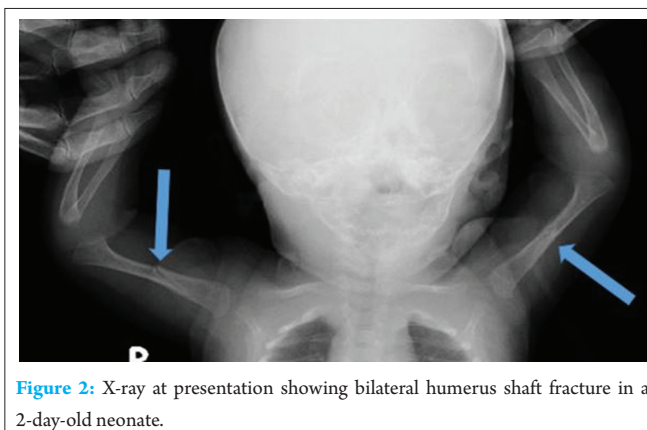 R
Figure 2: X-ray at presentation showing bilateral humerus shaft fracture in a
2-day-old neonate.